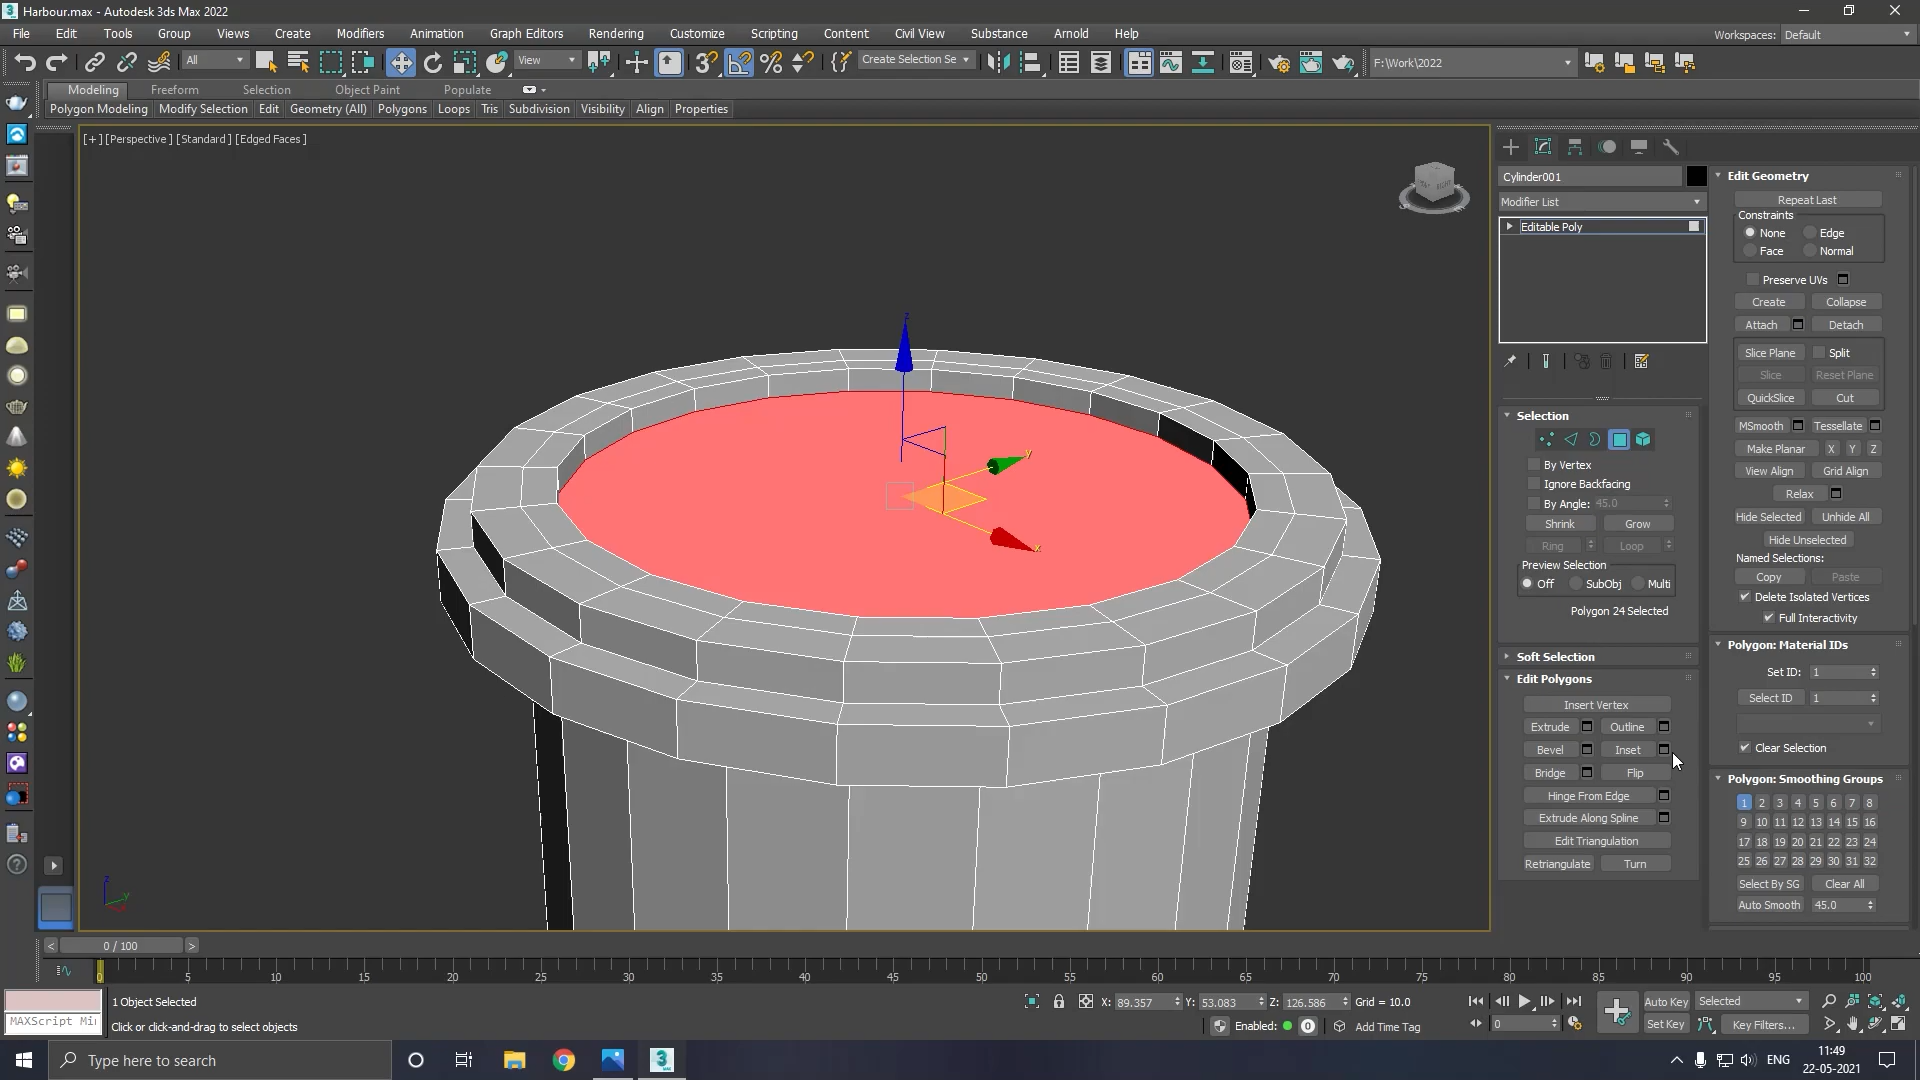 Harbour.max - Autodesk 3ds Max 2022
File Edit Tools Group Views Create Modifiers Animation Graph Editors Rendering Customize Scripting Content Civil View Substance Arnold Help
Workspaces: Default
All View Create Selection Se F:\Work\2022
Modeling Freeform Selection Object Paint Populate
Polygon Modeling Modify Selection Edit Geometry (All) Polygons Loops Tris Subdivision Visibility Align Properties
[+] [Perspective] [Standard] [Edged Faces]
z
y
x
Cylinder001
Modifier List
Editable Poly
Selection
By Vertex
Ignore Backfacing
By Angle: 45.0
Shrink Grow
Ring Loop
Preview Selection
Off SubObj Multi
Polygon 24 Selected
Soft Selection
Edit Polygons
Insert Vertex
Extrude Outline
Bevel Inset
Bridge Flip
Hinge From Edge
Extrude Along Spline
Edit Triangulation
Retriangulate Turn
Edit Geometry
Repeat Last
Constraints
None Edge
Face Normal
Preserve UVs
Create Collapse
Attach Detach
Slice Plane Split
Slice Reset Plane
QuickSlice Cut
MSmooth Tessellate
Make Planar X Y Z
View Align Grid Align
Relax
Hide Selected Unhide All
Hide Unselected
Named Selections:
Copy Paste
Delete Isolated Vertices
Full Interactivity
Polygon: Material IDs
Set ID: 1
Select ID 1
Clear Selection
Polygon: Smoothing Groups
1 2 3 4 5 6 7 8
9 10 11 12 13 14 15 16
17 18 19 20 21 22 23 24
25 26 27 28 29 30 31 32
Select By SG Clear All
Auto Smooth 45.0
< 0 / 100 >
0 5 10 15 20 25 30 35 40 45 50 55 60 65 70 75 80 85 90 95 100
1 Object Selected
X: 89.357 Y: 53.083 Z: 126.586 Grid = 10.0
Auto Key Selected
MAXScript Mi
Click or click-and-drag to select objects
Enabled: 0 Add Time Tag
0
Set Key Key Filters...
Type here to search
ENG
11:49
22-05-2021